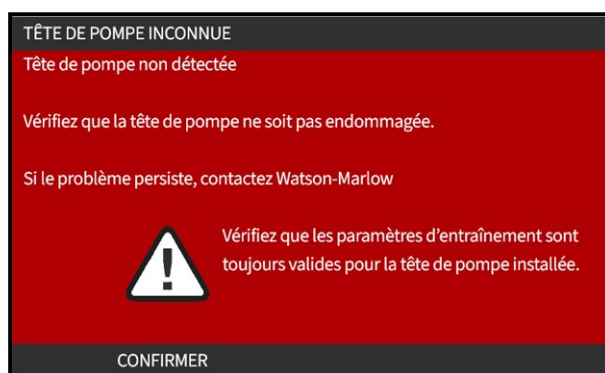 TÊTE DE POMPE INCONNUE
Tête de pompe non détectée
Vérifiez que la tête de pompe ne soit pas endommagée.
Si le problème persiste, contactez Watson-Marlow
Vérifiez que les paramètres d'entraînement sont
toujours valides pour la tête de pompe installée.
CONFIRMER